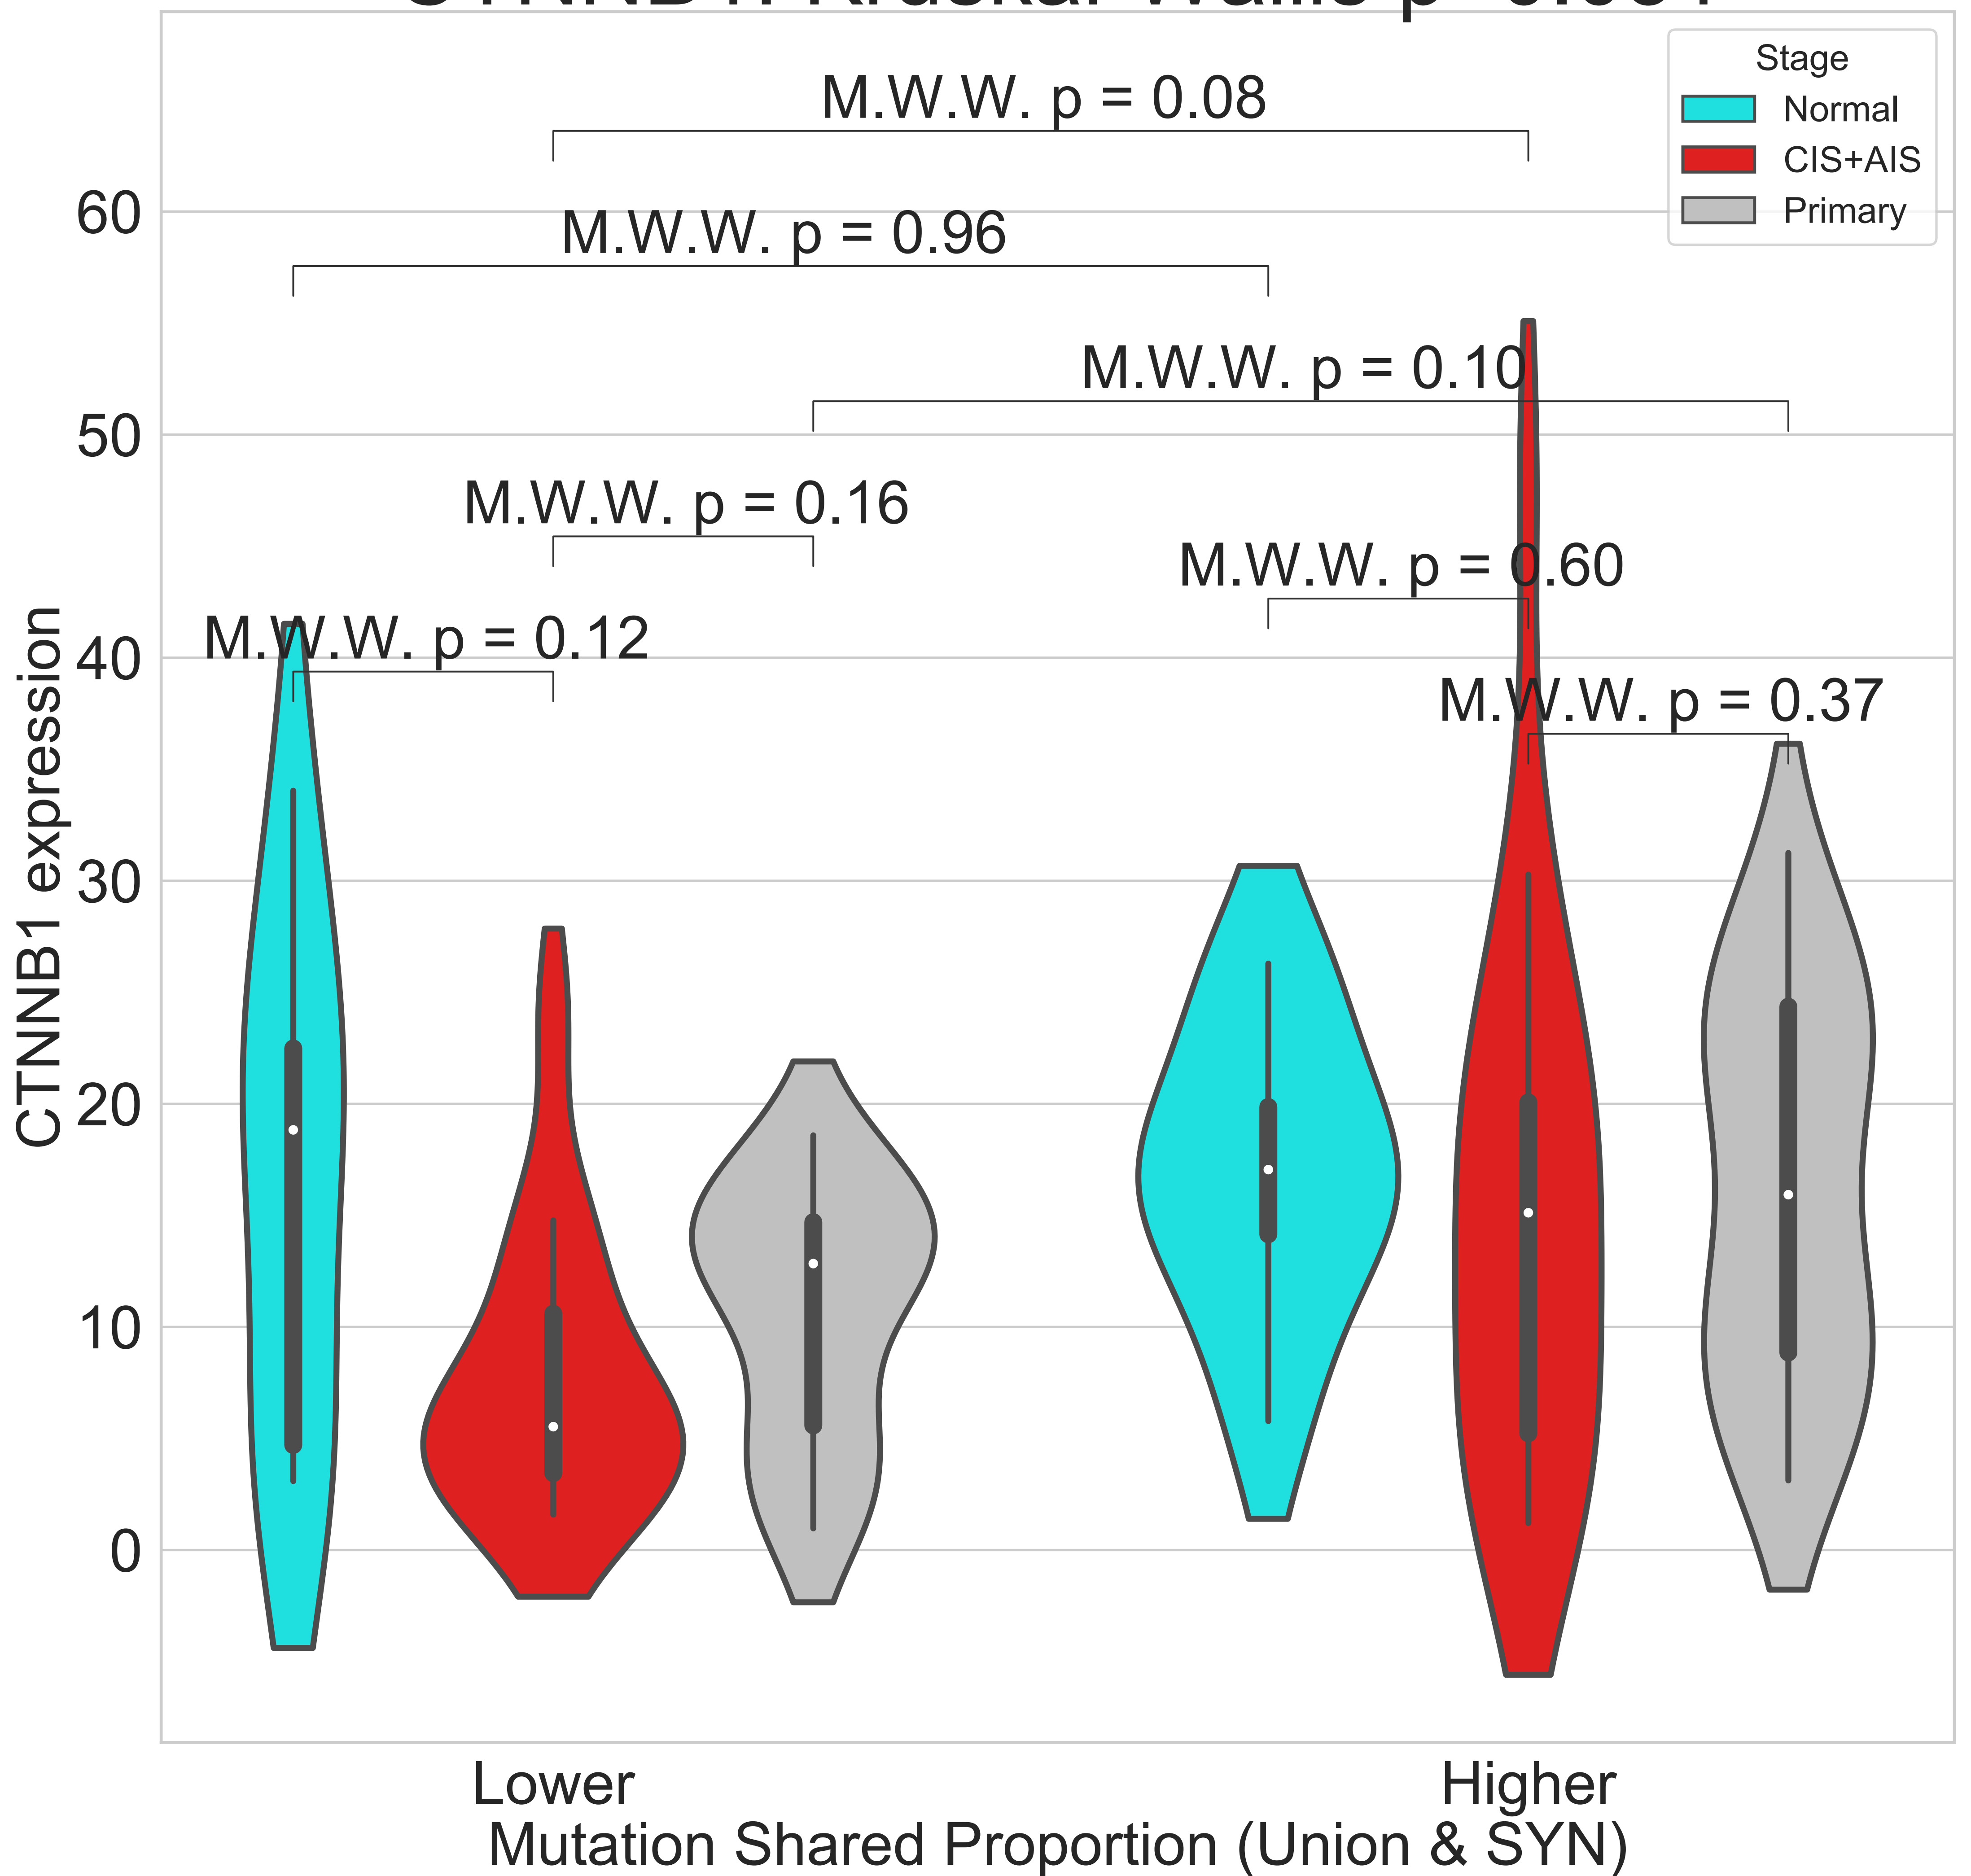 Stage
Normal
CIS+AIS
Primary
M.W.W. p = 0.08
M.W.W. p = 0.96
M.W.W. p = 0.10
M.W.W. p = 0.16
M.W.W. p = 0.60
M.W.W. p = 0.12
M.W.W. p = 0.37
60
50
40
30
20
10
0
CTNNB1 expression
Lower
Higher
Mutation Shared Proportion (Union & SYN)